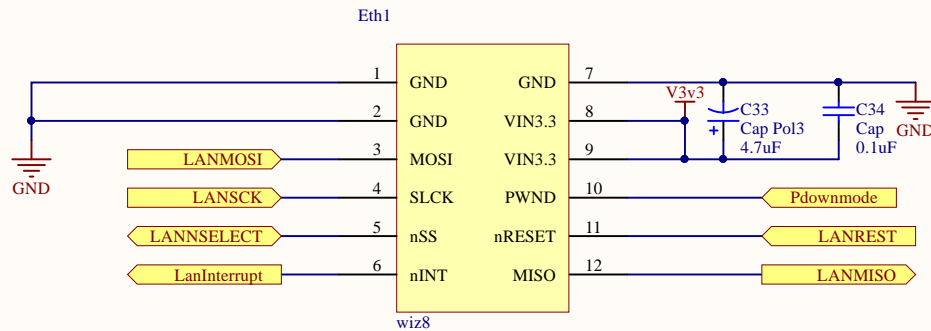 Eth1
1 GND GND 7
2 GND VIN3.3 8
3 MOSI VIN3.3 9
4 SLCK PWND 10
5 nSS nRESET 11
6 nINT MISO 12
wiz8
GND
LANMOSI
LANSCK
LANNSELECT
LanInterrupt
V3v3
C33
Cap Pol3
4.7uF
C34
Cap
0.1uF
GND
Pdownmode
LANREST
LANMISO